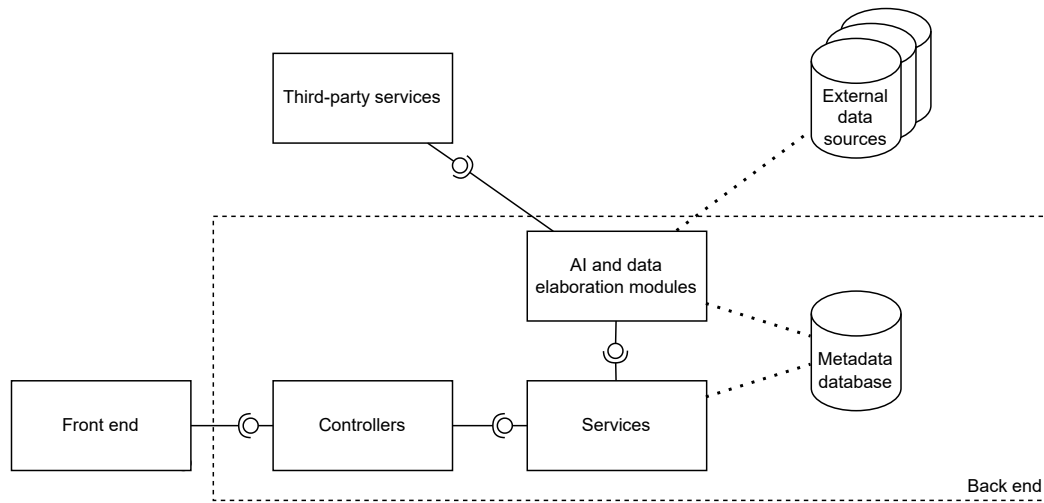 Third-party services
External
data
sources
AI and data
elaboration modules
Metadata
database
Front end
Controllers
Services
Back end